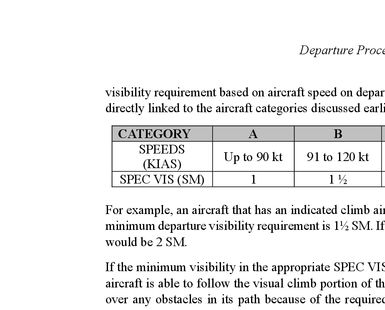 Departure Proce
visibility requirement based on aircraft speed on depar
directly linked to the aircraft categories discussed earli
CATEGORY A B
SPEEDS
(KIAS) Up to 90 kt 91 to 120 kt
SPEC VIS (SM) 1 1 ½
For example, an aircraft that has an indicated climb air
minimum departure visibility requirement is 1½ SM. If
would be 2 SM.
If the minimum visibility in the appropriate SPEC VIS
aircraft is able to follow the visual climb portion of th
over any obstacles in its path because of the required